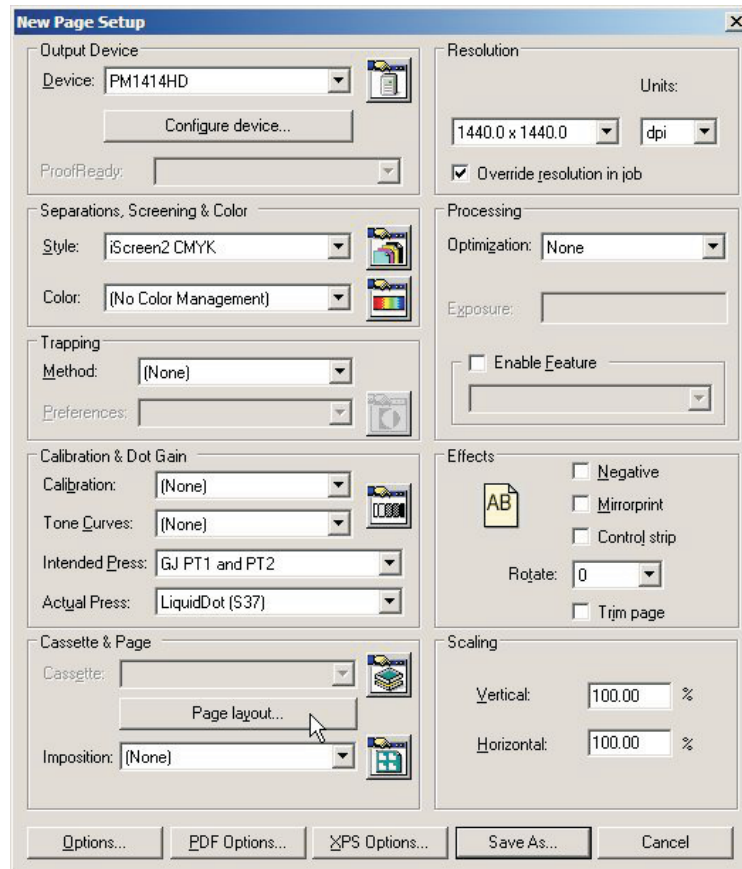 New Page Setup
Output Device
Device: PM1414HD
Configure device...
ProofReady:
Resolution
Units:
1440.0 x 1440.0 dpi
Override resolution in job
Separations, Screening & Color
Style: iScreen2 CMYK
Color: (No Color Management)
Processing
Optimization: None
Exposure:
Enable Feature
Trapping
Method: (None)
Preferences:
Calibration & Dot Gain
Calibration: (None)
Tone Curves: (None)
Intended Press: GJ PT1 and PT2
Actual Press: LiquidDot (S37)
Effects
AB
Negative
Mirrorprint
Control strip
Rotate: 0
Trim page
Cassette & Page
Cassette:
Page layout...
Imposition: (None)
Scaling
Vertical: 100.00 %
Horizontal: 100.00 %
Options... PDF Options... XPS Options... Save As... Cancel